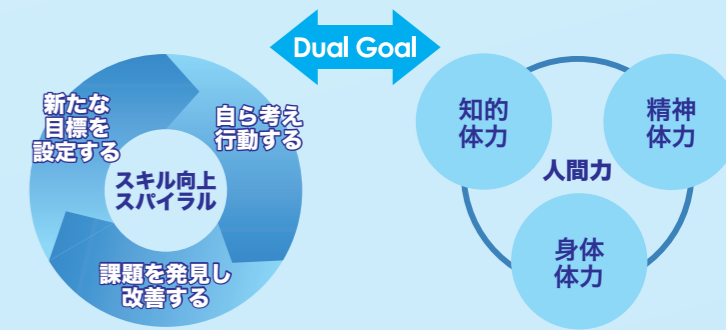 Dual Goal
新たな
目標を
設定する
自ら考え
行動する
スキル向上
スパイラル
課題を発見し
改善する
知的
体力
精神
体力
人間力
身体
体力